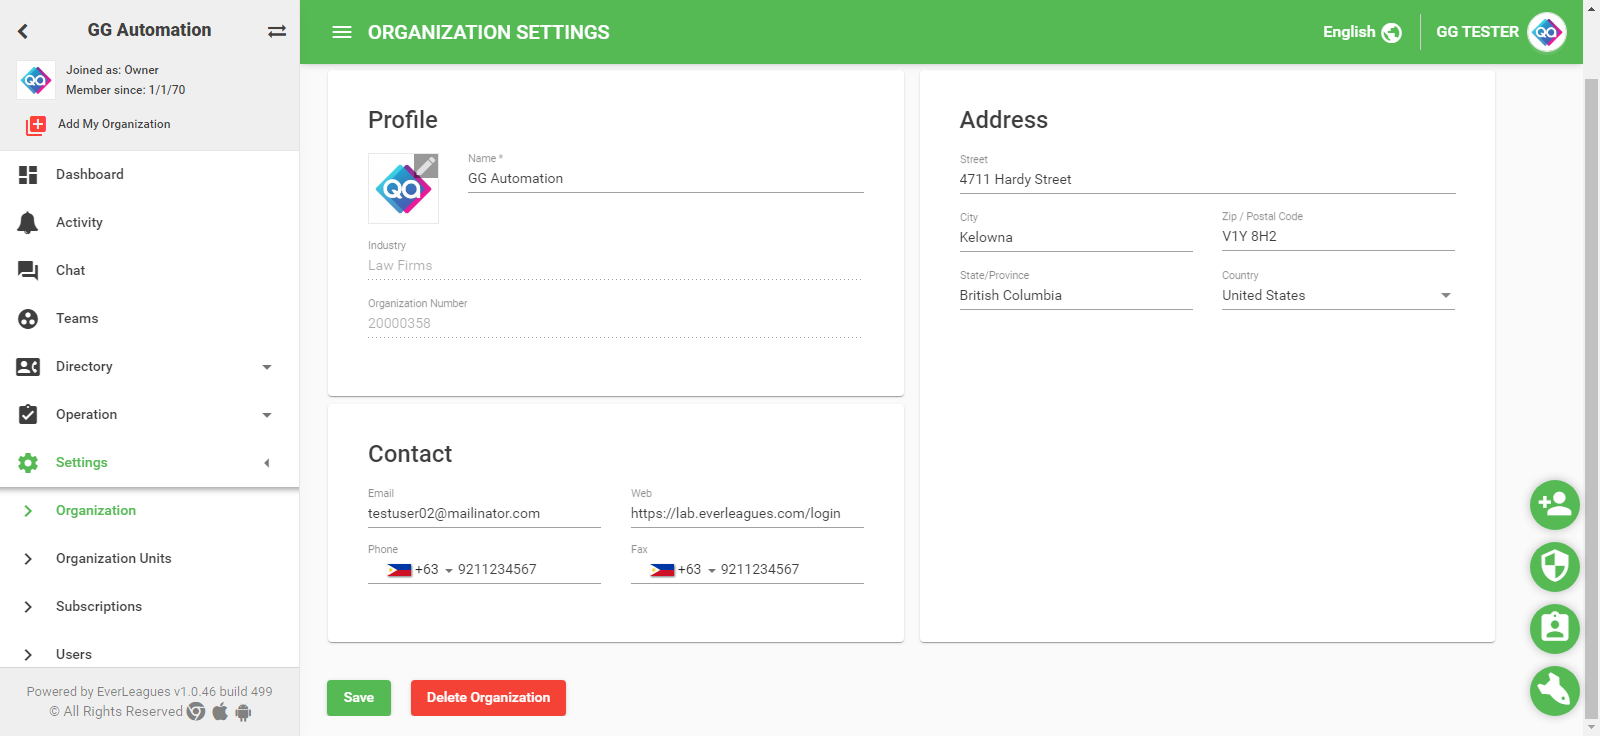 GG Automation
Joined as: Owner
Member since: 1/1/70
Add My Organization
Dashboard
Activity
Chat
Teams
Directory
Operation
Settings
Organization
Organization Units
Subscriptions
Users
Powered by EverLeagues v1.0.46 build 499
© All Rights Reserved
ORGANIZATION SETTINGS
English
GG TESTER
Profile
Name *
GG Automation
Industry
Law Firms
Organization Number
20000358
Contact
Email
testuser02@mailinator.com
Web
https://lab.everleagues.com/login
Phone
+63 9211234567
Fax
+63 9211234567
Address
Street
4711 Hardy Street
City
Kelowna
Zip / Postal Code
V1Y 8H2
State/Province
British Columbia
Country
United States
Save
Delete Organization